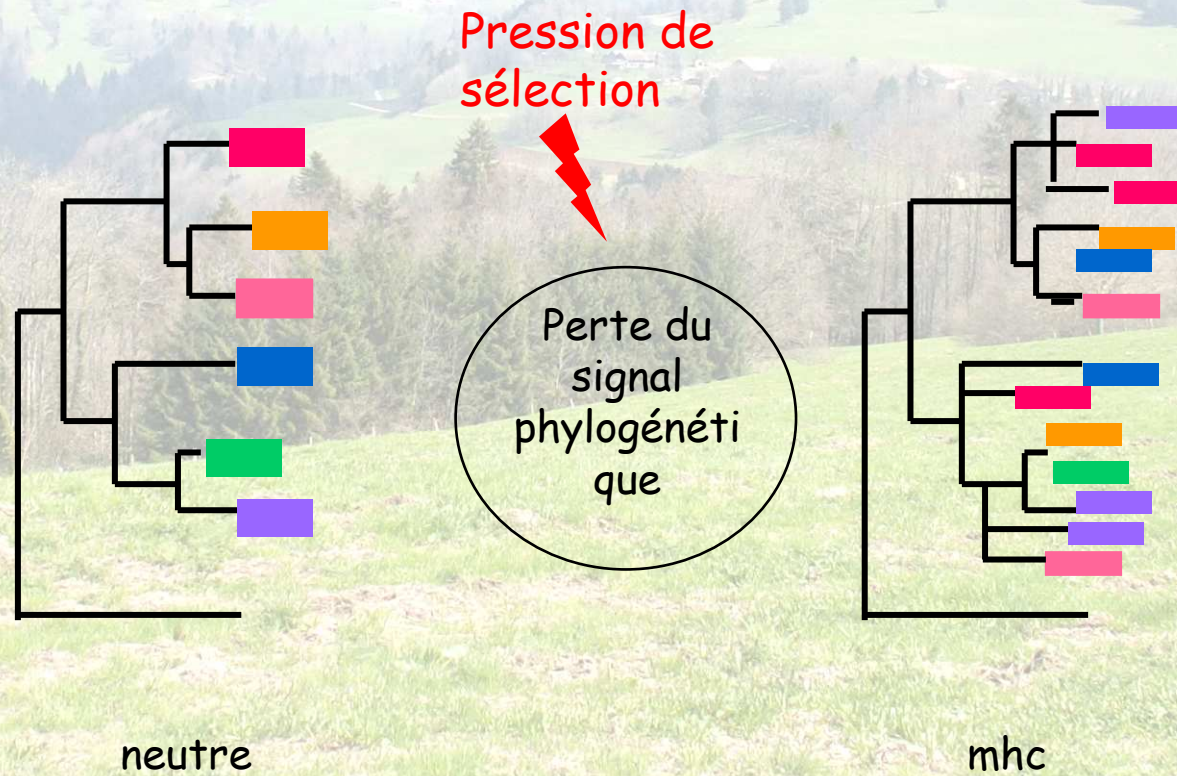 Pression de
sélection
Perte du
signal
phylogénéti
que
neutre
mhc